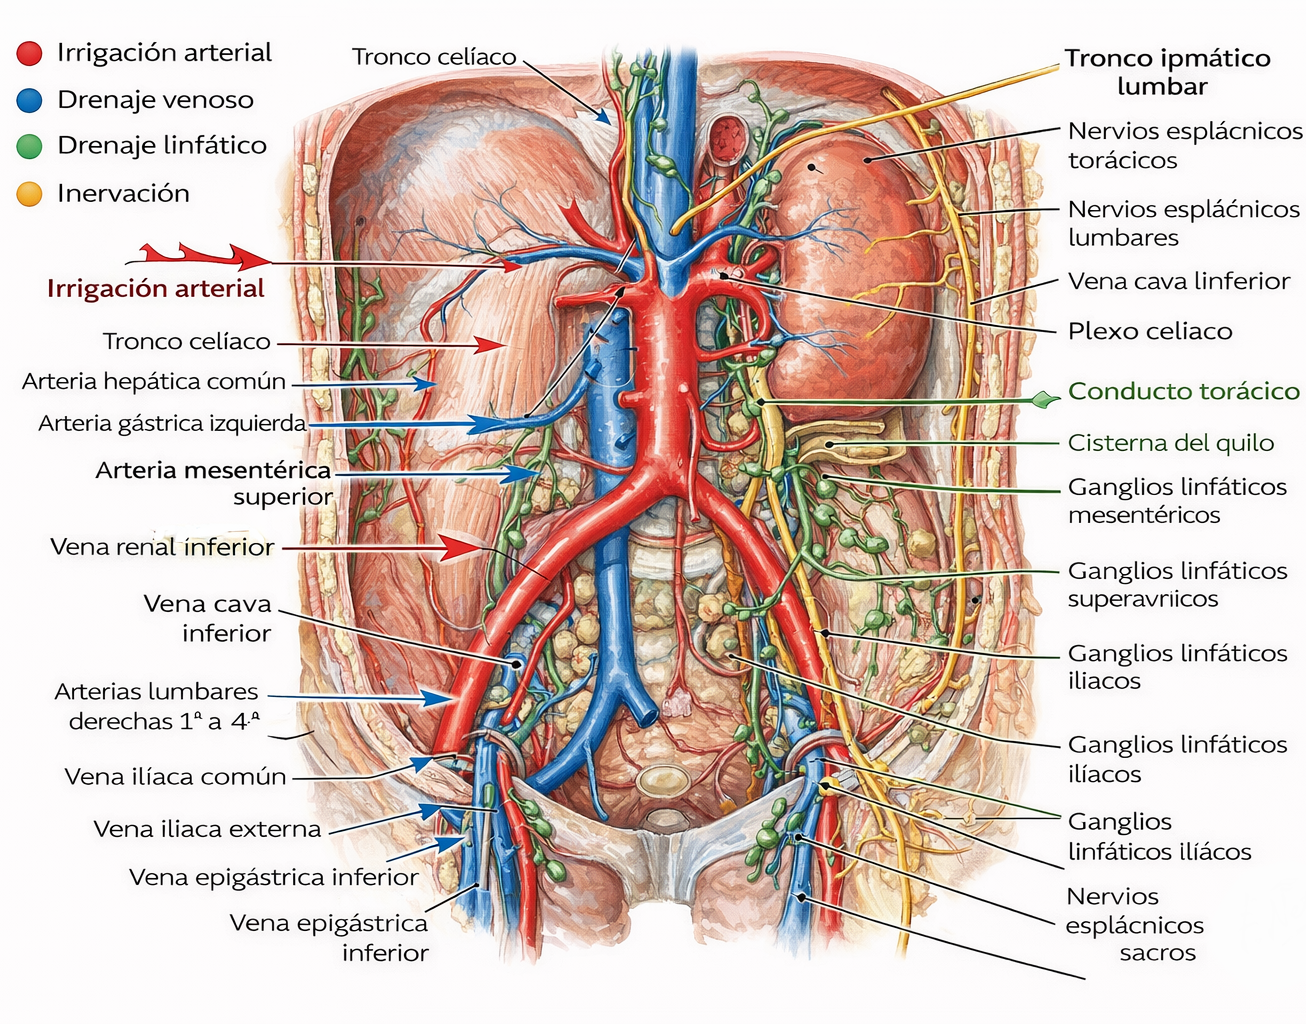 Irrigación arterial
Drenaje venoso
Drenaje linfático
Inervación
Tronco celíaco
Irrigación arterial
Tronco celíaco
Arteria hepática común
Arteria gástrica izquierda
Arteria mesentérica
superior
Vena renal ínferior
Vena cava
inferior
Arterias lumbares
derechas 1ª a 4.ª
Vena ilíaca común
Vena iliaca externa
Vena epigástrica inferior
Vena epigástrica
inferior
Tronco ipmático
lumbar
Nervios esplácnicos
torácicos
Nervios espláćnicos
lumbares
Vena cava linferior
Plexo celiaco
Conducto torácico
Cisterna del quilo
Ganglios linfáticos
mesentéricos
Ganglios linfáticos
superavriicos
Ganglios linfáticos
iliacos
Ganglios linfáticos
ilíacos
Ganglios
linfáticos ilíácos
Nervios
esplácnicos
sacros